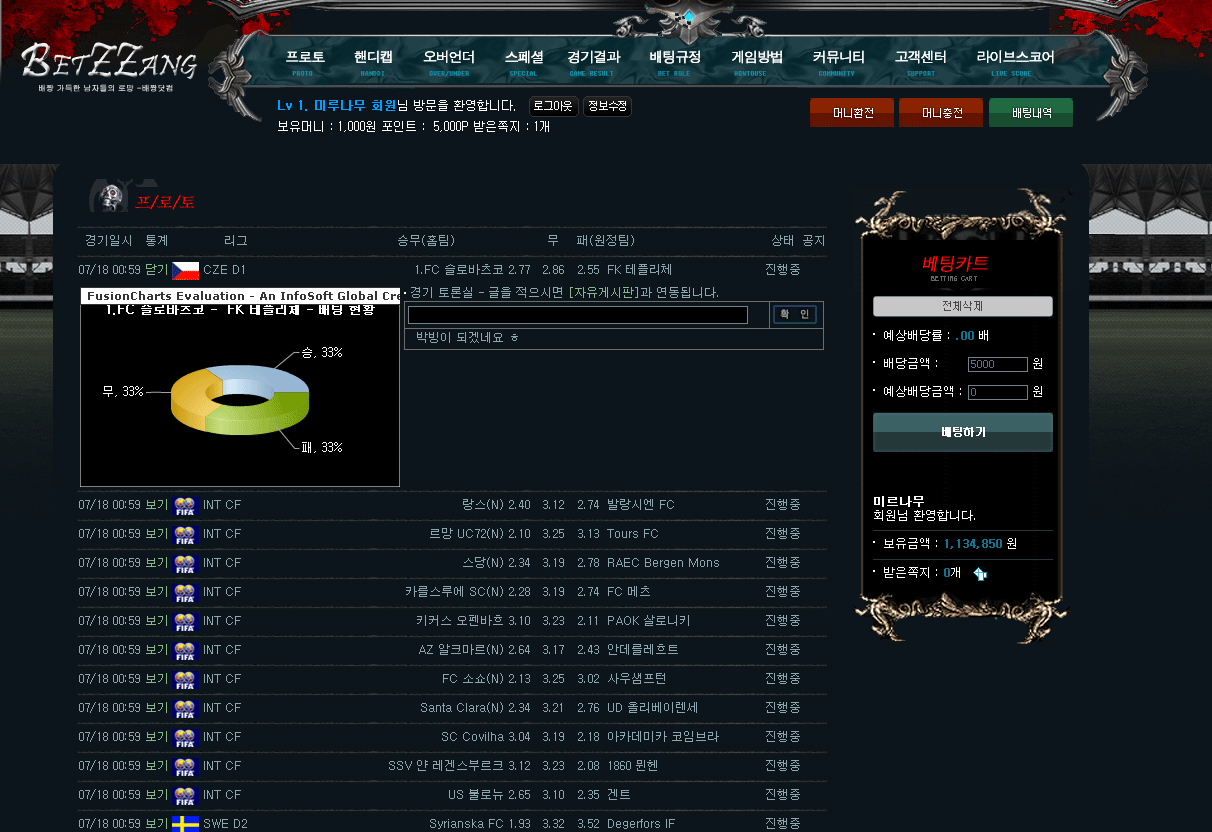 BETZZANG
배짱 가득한 남자들의 로망 -배짱닷컴
프로토 핸디캡 오버언더 스페셜 경기결과 배팅규정 게임방법 커뮤니티 고객센터 라이브스코어
PROTO HANDDI OVER/UNDER SPECIAL GAME RESULT BET RULE HOWTOUSE COMMUNITY SUPPORT LIVE SCORE
Lv 1. 미루나무 회원님 방문을 환영합니다. 로그아웃 정보수정
보유머니 : 1,000원 포인트 : 5,000P 받은쪽지 : 1개
머니환전 머니충전 배팅내역
프/로/토
경기일시 통계 리그 승무(홈팀) 무 패(원정팀) 상태 공지
07/18 00:59 닫기 CZE D1 1.FC 슬로바츠코 2.77 2.86 2.55 FK 테플리체 진행중
FusionCharts Evaluation - An InfoSoft Global Cre
1.FC 슬로바츠코 - FK 테플리체 - 배팅 현황
승, 33%
무, 33%
패, 33%
· 경기 토론실 - 글을 적으시면 [자유게시판]과 연동됩니다.
확 인
박빙이 되겠네요 ㅎ
07/18 00:59 보기 FIFA INT CF 랑스(N) 2.40 3.12 2.74 발랑시엔 FC 진행중
07/18 00:59 보기 FIFA INT CF 르망 UC72(N) 2.10 3.25 3.13 Tours FC 진행중
07/18 00:59 보기 FIFA INT CF 스당(N) 2.34 3.19 2.78 RAEC Bergen Mons 진행중
07/18 00:59 보기 FIFA INT CF 카를스루에 SC(N) 2.28 3.19 2.74 FC 메츠 진행중
07/18 00:59 보기 FIFA INT CF 키커스 오펜바흐 3.10 3.23 2.11 PAOK 살로니키 진행중
07/18 00:59 보기 FIFA INT CF AZ 알크마르(N) 2.64 3.17 2.43 안데를레흐트 진행중
07/18 00:59 보기 FIFA INT CF FC 소쇼(N) 2.13 3.25 3.02 사우샘프턴 진행중
07/18 00:59 보기 FIFA INT CF Santa Clara(N) 2.34 3.21 2.76 UD 올리베이렌세 진행중
07/18 00:59 보기 FIFA INT CF SC Covilha 3.04 3.19 2.18 아카데미카 코임브라 진행중
07/18 00:59 보기 FIFA INT CF SSV 얀 레겐스부르크 3.12 3.23 2.08 1860 뮌헨 진행중
07/18 00:59 보기 FIFA INT CF US 불로뉴 2.65 3.10 2.35 겐트 진행중
07/18 00:59 보기 SWE D2 Syrianska FC 1.93 3.32 3.52 Degerfors IF 진행중
베팅카트
BETTING CART
전체삭제
· 예상배당률 : .00 배
· 배당금액 : 5000 원
· 예상배당금액 : 0 원
베팅하기
미르나무
회원님 환영합니다.
· 보유금액 : 1,134,850 원
· 받은쪽지 : 0개